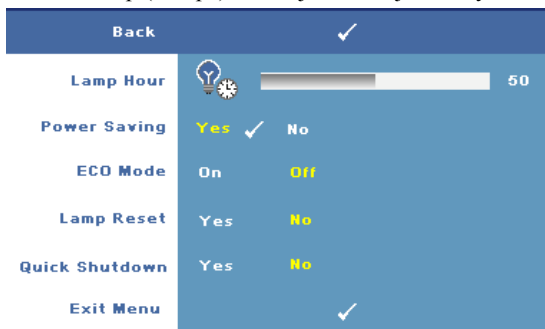 Back
Lamp Hour 50
Power Saving Yes No
ECO Mode On Off
Lamp Reset Yes No
Quick Shutdown Yes No
Exit Menu